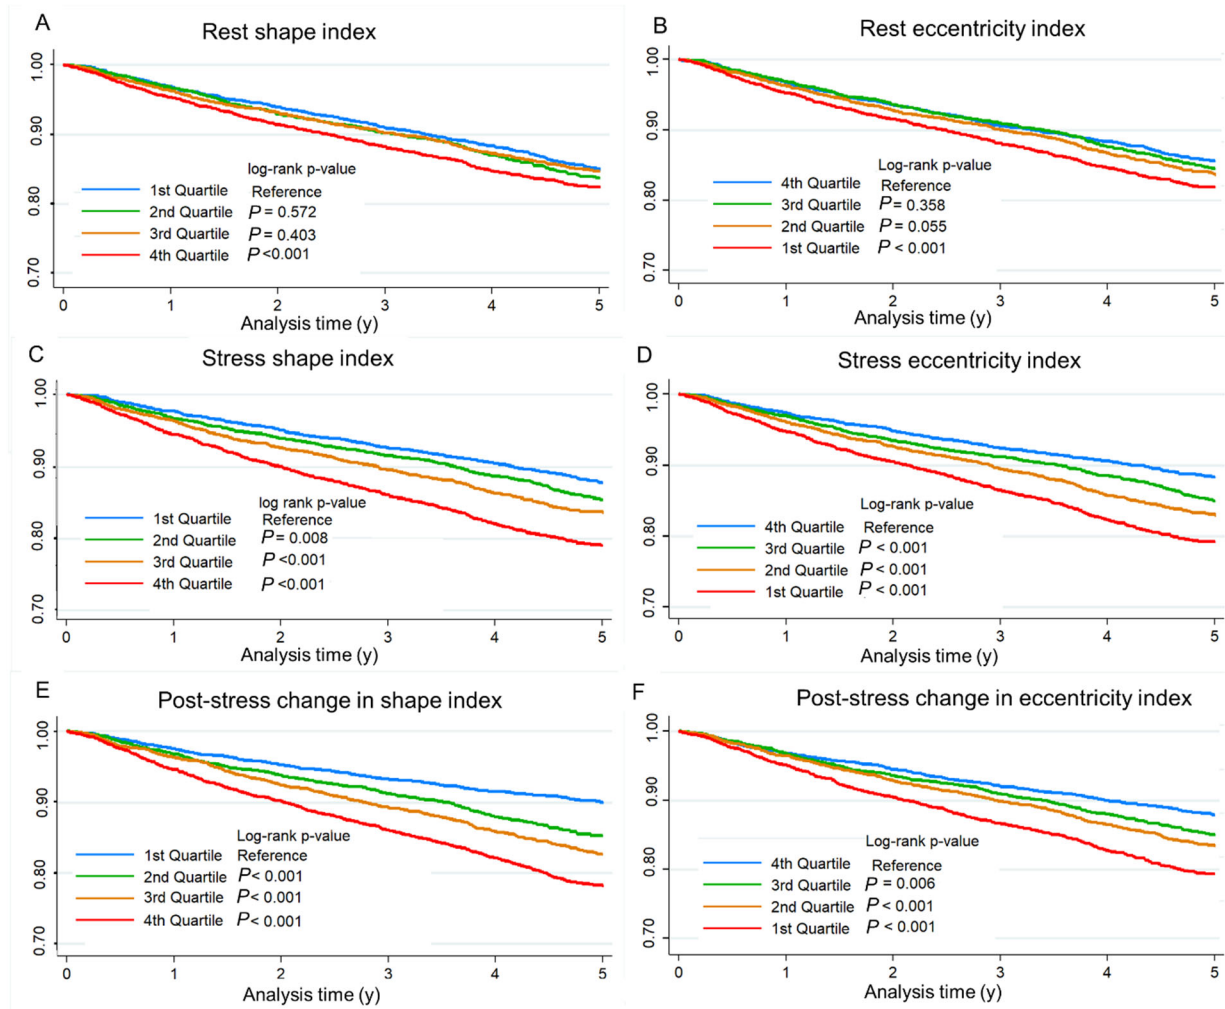 A
Rest shape index
1.00
0.90
0.80
0.70
log-rank p-value
1st Quartile Reference
2nd Quartile P = 0.572
3rd Quartile P = 0.403
4th Quartile P <0.001
0 1 2 3 4 5
Analysis time (y)
B
Rest eccentricity index
1.00
0.90
0.80
0.70
Log-rank p-value
4th Quartile Reference
3rd Quartile P = 0.358
2nd Quartile P = 0.055
1st Quartile P < 0.001
0 1 2 3 4 5
Analysis time (y)
C
Stress shape index
1.00
0.90
0.80
0.70
log rank p-value
1st Quartile Reference
2nd Quartile P = 0.008
3rd Quartile P <0.001
4th Quartile P <0.001
0 1 2 3 4 5
Analysis time (y)
D
Stress eccentricity index
1.00
0.90
0.80
0.70
Log-rank p-value
4th Quartile Reference
3rd Quartile P < 0.001
2nd Quartile P < 0.001
1st Quartile P < 0.001
0 1 2 3 4 5
Analysis time (y)
E
Post-stress change in shape index
1.00
0.90
0.80
0.70
Log-rank p-value
1st Quartile Reference
2nd Quartile P < 0.001
3rd Quartile P < 0.001
4th Quartile P < 0.001
0 1 2 3 4 5
Analysis time (y)
F
Post-stress change in eccentricity index
1.00
0.90
0.80
0.70
Log-rank p-value
4th Quartile Reference
3rd Quartile P = 0.006
2nd Quartile P < 0.001
1st Quartile P < 0.001
0 1 2 3 4 5
Analysis time (y)